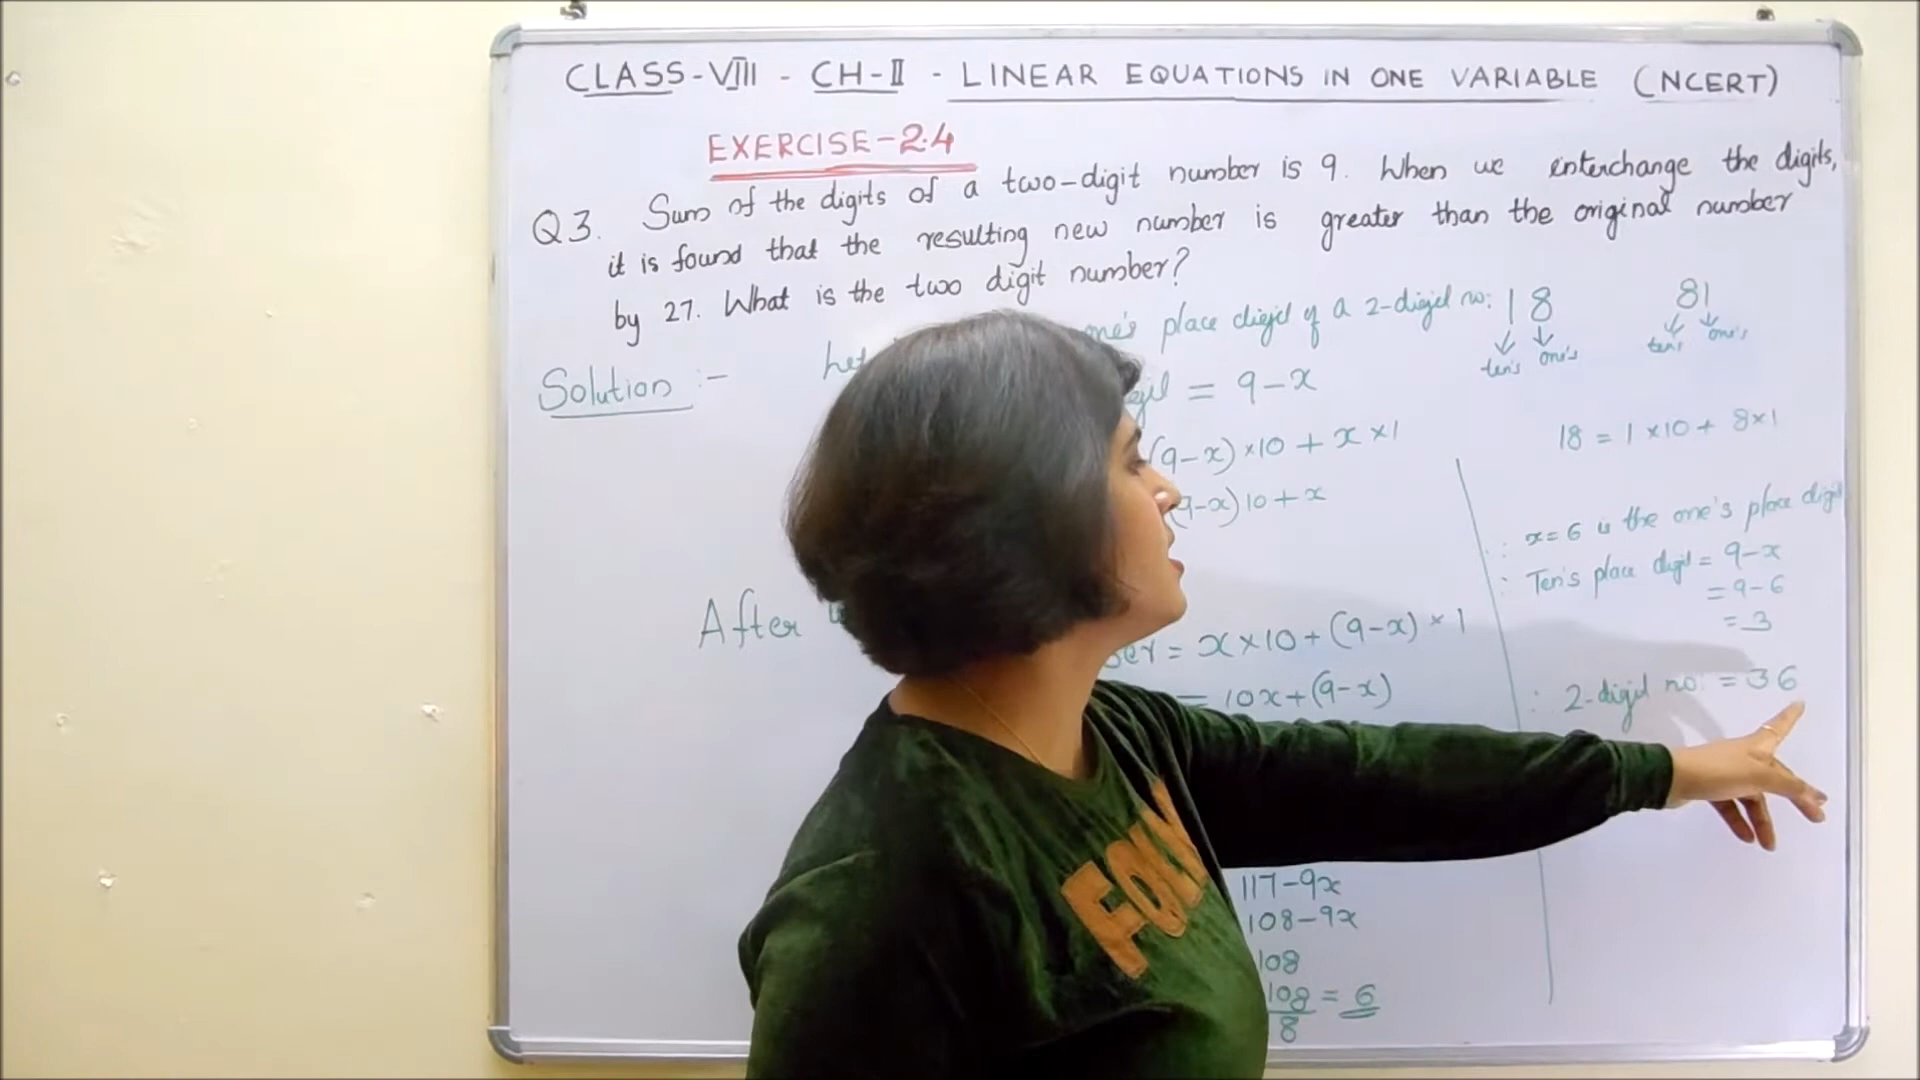 CLASS-VIII - CH-II - LINEAR EQUATIONS IN ONE VARIABLE (NCERT)
EXERCISE-2.4
Q3. Sum of the digits of a two-digit number is 9. When we interchange the digits,
it is found that the resulting new number is greater than the original number
by 27. What is the two digit number?
Solution :-
Let one's place digit of a 2-digit no:
= 9-x
(9-x)×10 + x×1
(9-x)10+x
After
= x×10+(9-x)×1
= 10x+(9-x)
117-9x
108-9x
108
108/8 = 6
18
ten's one's
81
ten's one's
18 = 1×10+ 8×1
∴ x=6 is the one's place digit
∴ Ten's place digit = 9-x
= 9-6
= 3
∴ 2-digit no. = 36
FOLK